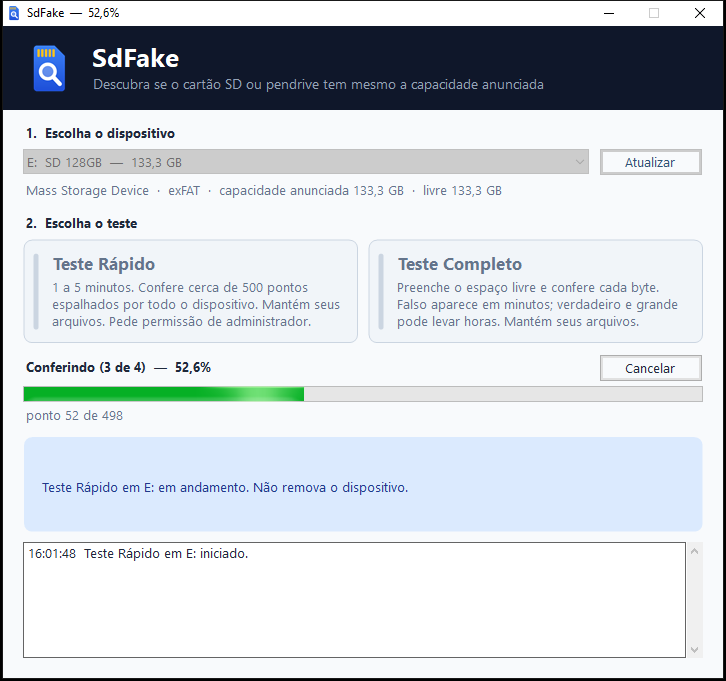 SdFake — 52,6%
SdFake
Descubra se o cartão SD ou pendrive tem mesmo a capacidade anunciada
1. Escolha o dispositivo
E: SD 128GB — 133,3 GB
Atualizar
Mass Storage Device · exFAT · capacidade anunciada 133,3 GB · livre 133,3 GB
2. Escolha o teste
Teste Rápido
1 a 5 minutos. Confere cerca de 500 pontos
espalhados por todo o dispositivo. Mantém seus
arquivos. Pede permissão de administrador.
Teste Completo
Preenche o espaço livre e confere cada byte.
Falso aparece em minutos; verdadeiro e grande
pode levar horas. Mantém seus arquivos.
Conferindo (3 de 4) — 52,6%
Cancelar
ponto 52 de 498
Teste Rápido em E: em andamento. Não remova o dispositivo.
16:01:48 Teste Rápido em E: iniciado.